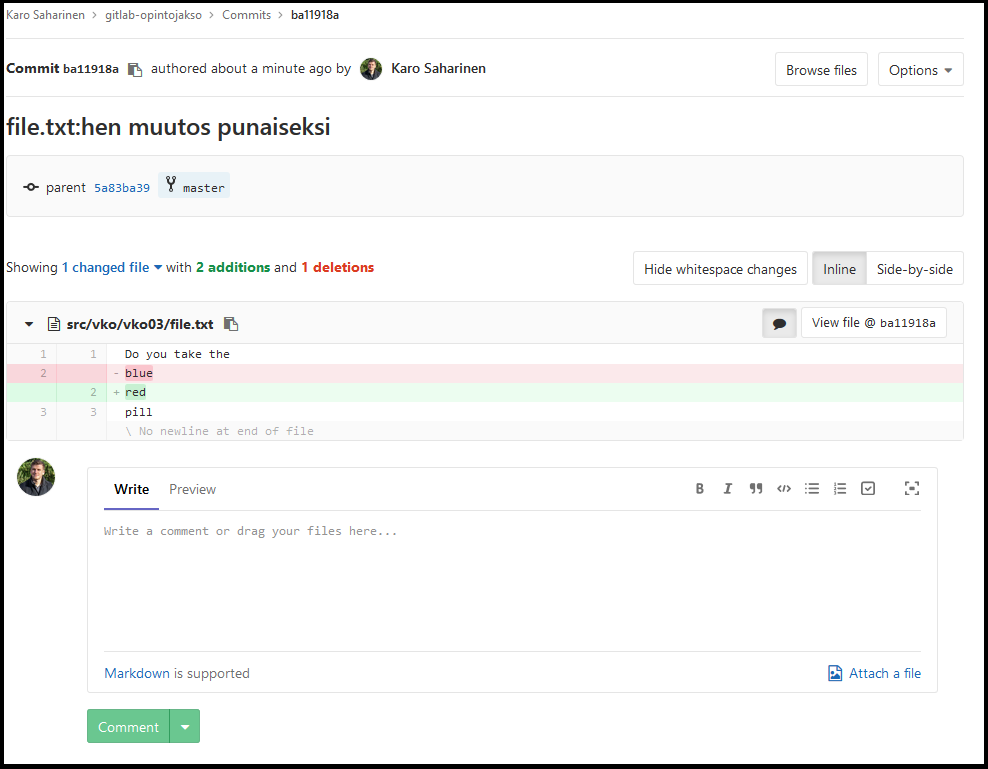 Karo Saharinen > gitlab-opintojakso > Commits > ba11918a
Commit ba11918a authored about a minute ago by Karo Saharinen Browse files Options
file.txt:hen muutos punaiseksi
parent 5a83ba39 master
Showing 1 changed file with 2 additions and 1 deletions Hide whitespace changes Inline Side-by-side
src/vko/vko03/file.txt View file @ ba11918a
1 1 Do you take the
2 - blue
2 + red
3 3 pill
\ No newline at end of file
Write Preview B I
Write a comment or drag your files here...
Markdown is supported Attach a file
Comment